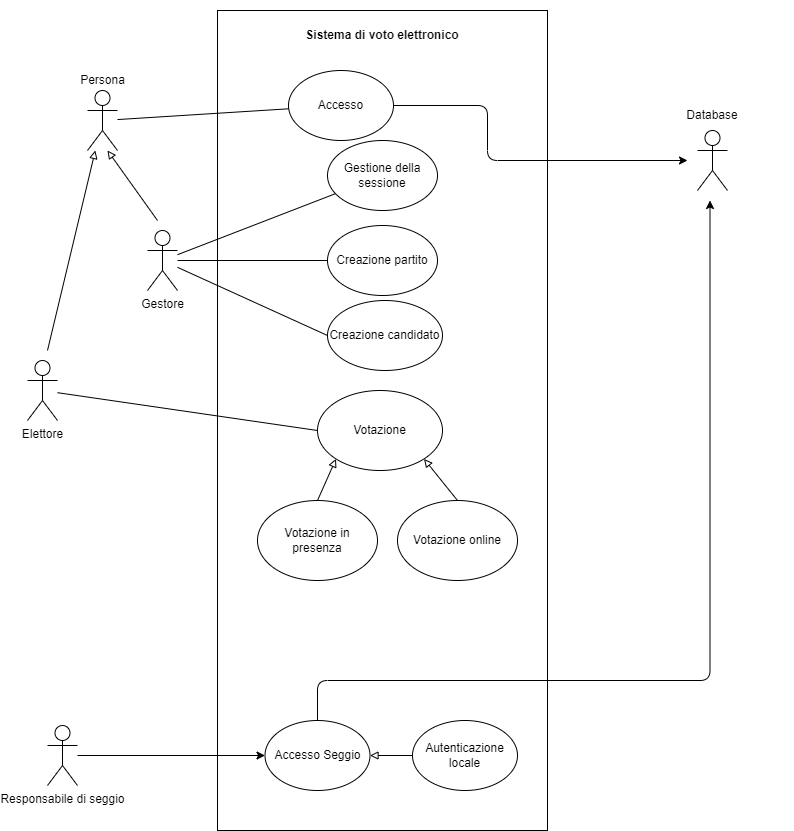 Sistema di voto elettronico
Persona
Accesso
Database
Gestione della
sessione
Gestore
Creazione partito
Creazione candidato
Elettore
Votazione
Votazione in
presenza
Votazione online
Responsabile di seggio
Accesso Seggio
Autenticazione
locale